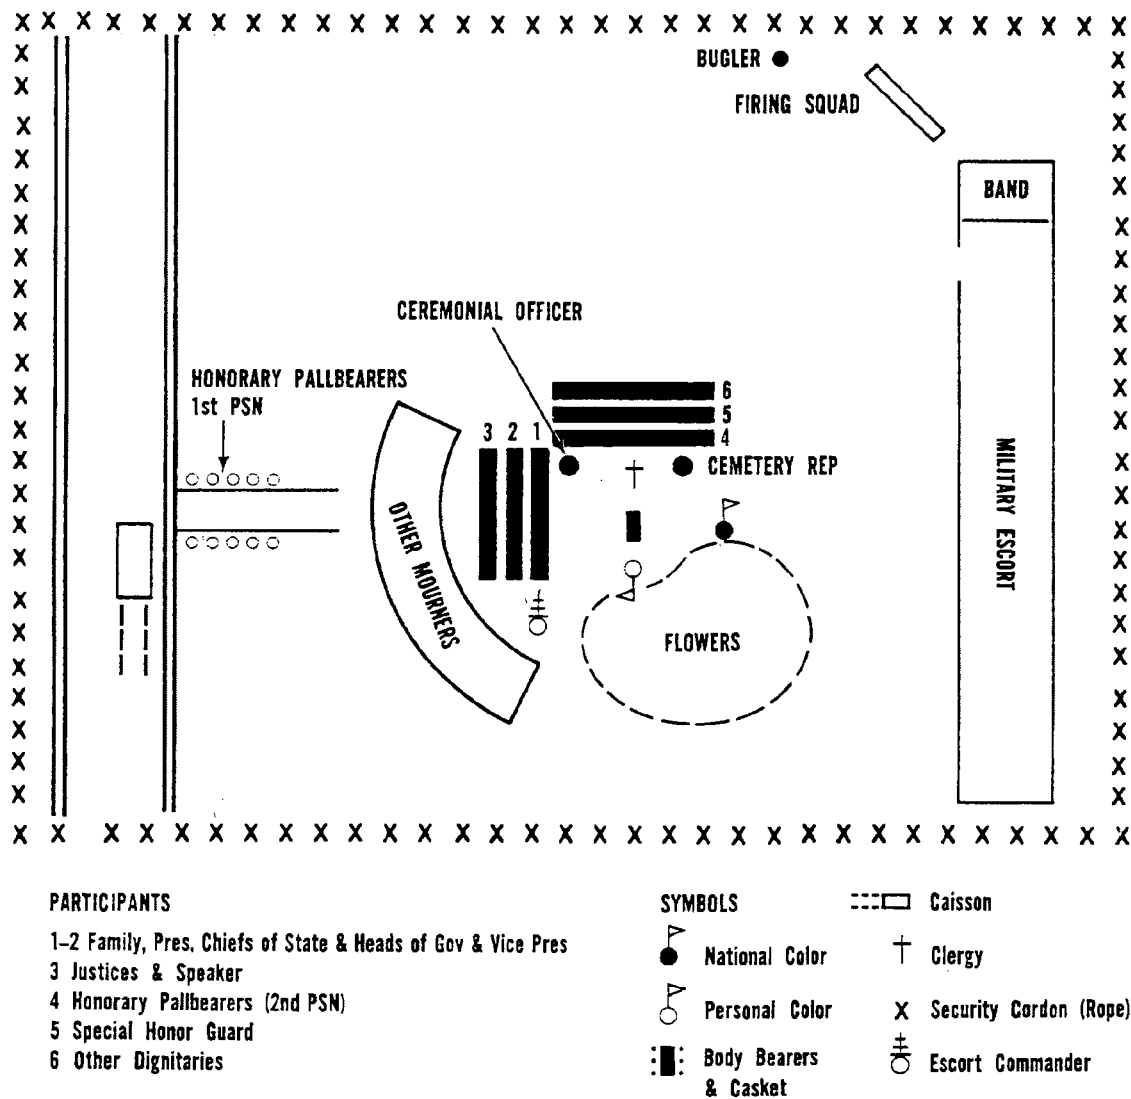 BUGLER
FIRING SQUAD
BAND
CEREMONIAL OFFICER
HONORARY PALLBEARERS
1st PSN
6
5
4
3 2 1
CEMETERY REP
OTHER MOURNERS
FLOWERS
MILITARY ESCORT
PARTICIPANTS
1–2 Family, Pres, Chiefs of State & Heads of Gov & Vice Pres
3 Justices & Speaker
4 Honorary Pallbearers (2nd PSN)
5 Special Honor Guard
6 Other Dignitaries
SYMBOLS
National Color
Personal Color
Body Bearers
& Casket
Caisson
Clergy
X Security Cordon (Rope)
Escort Commander